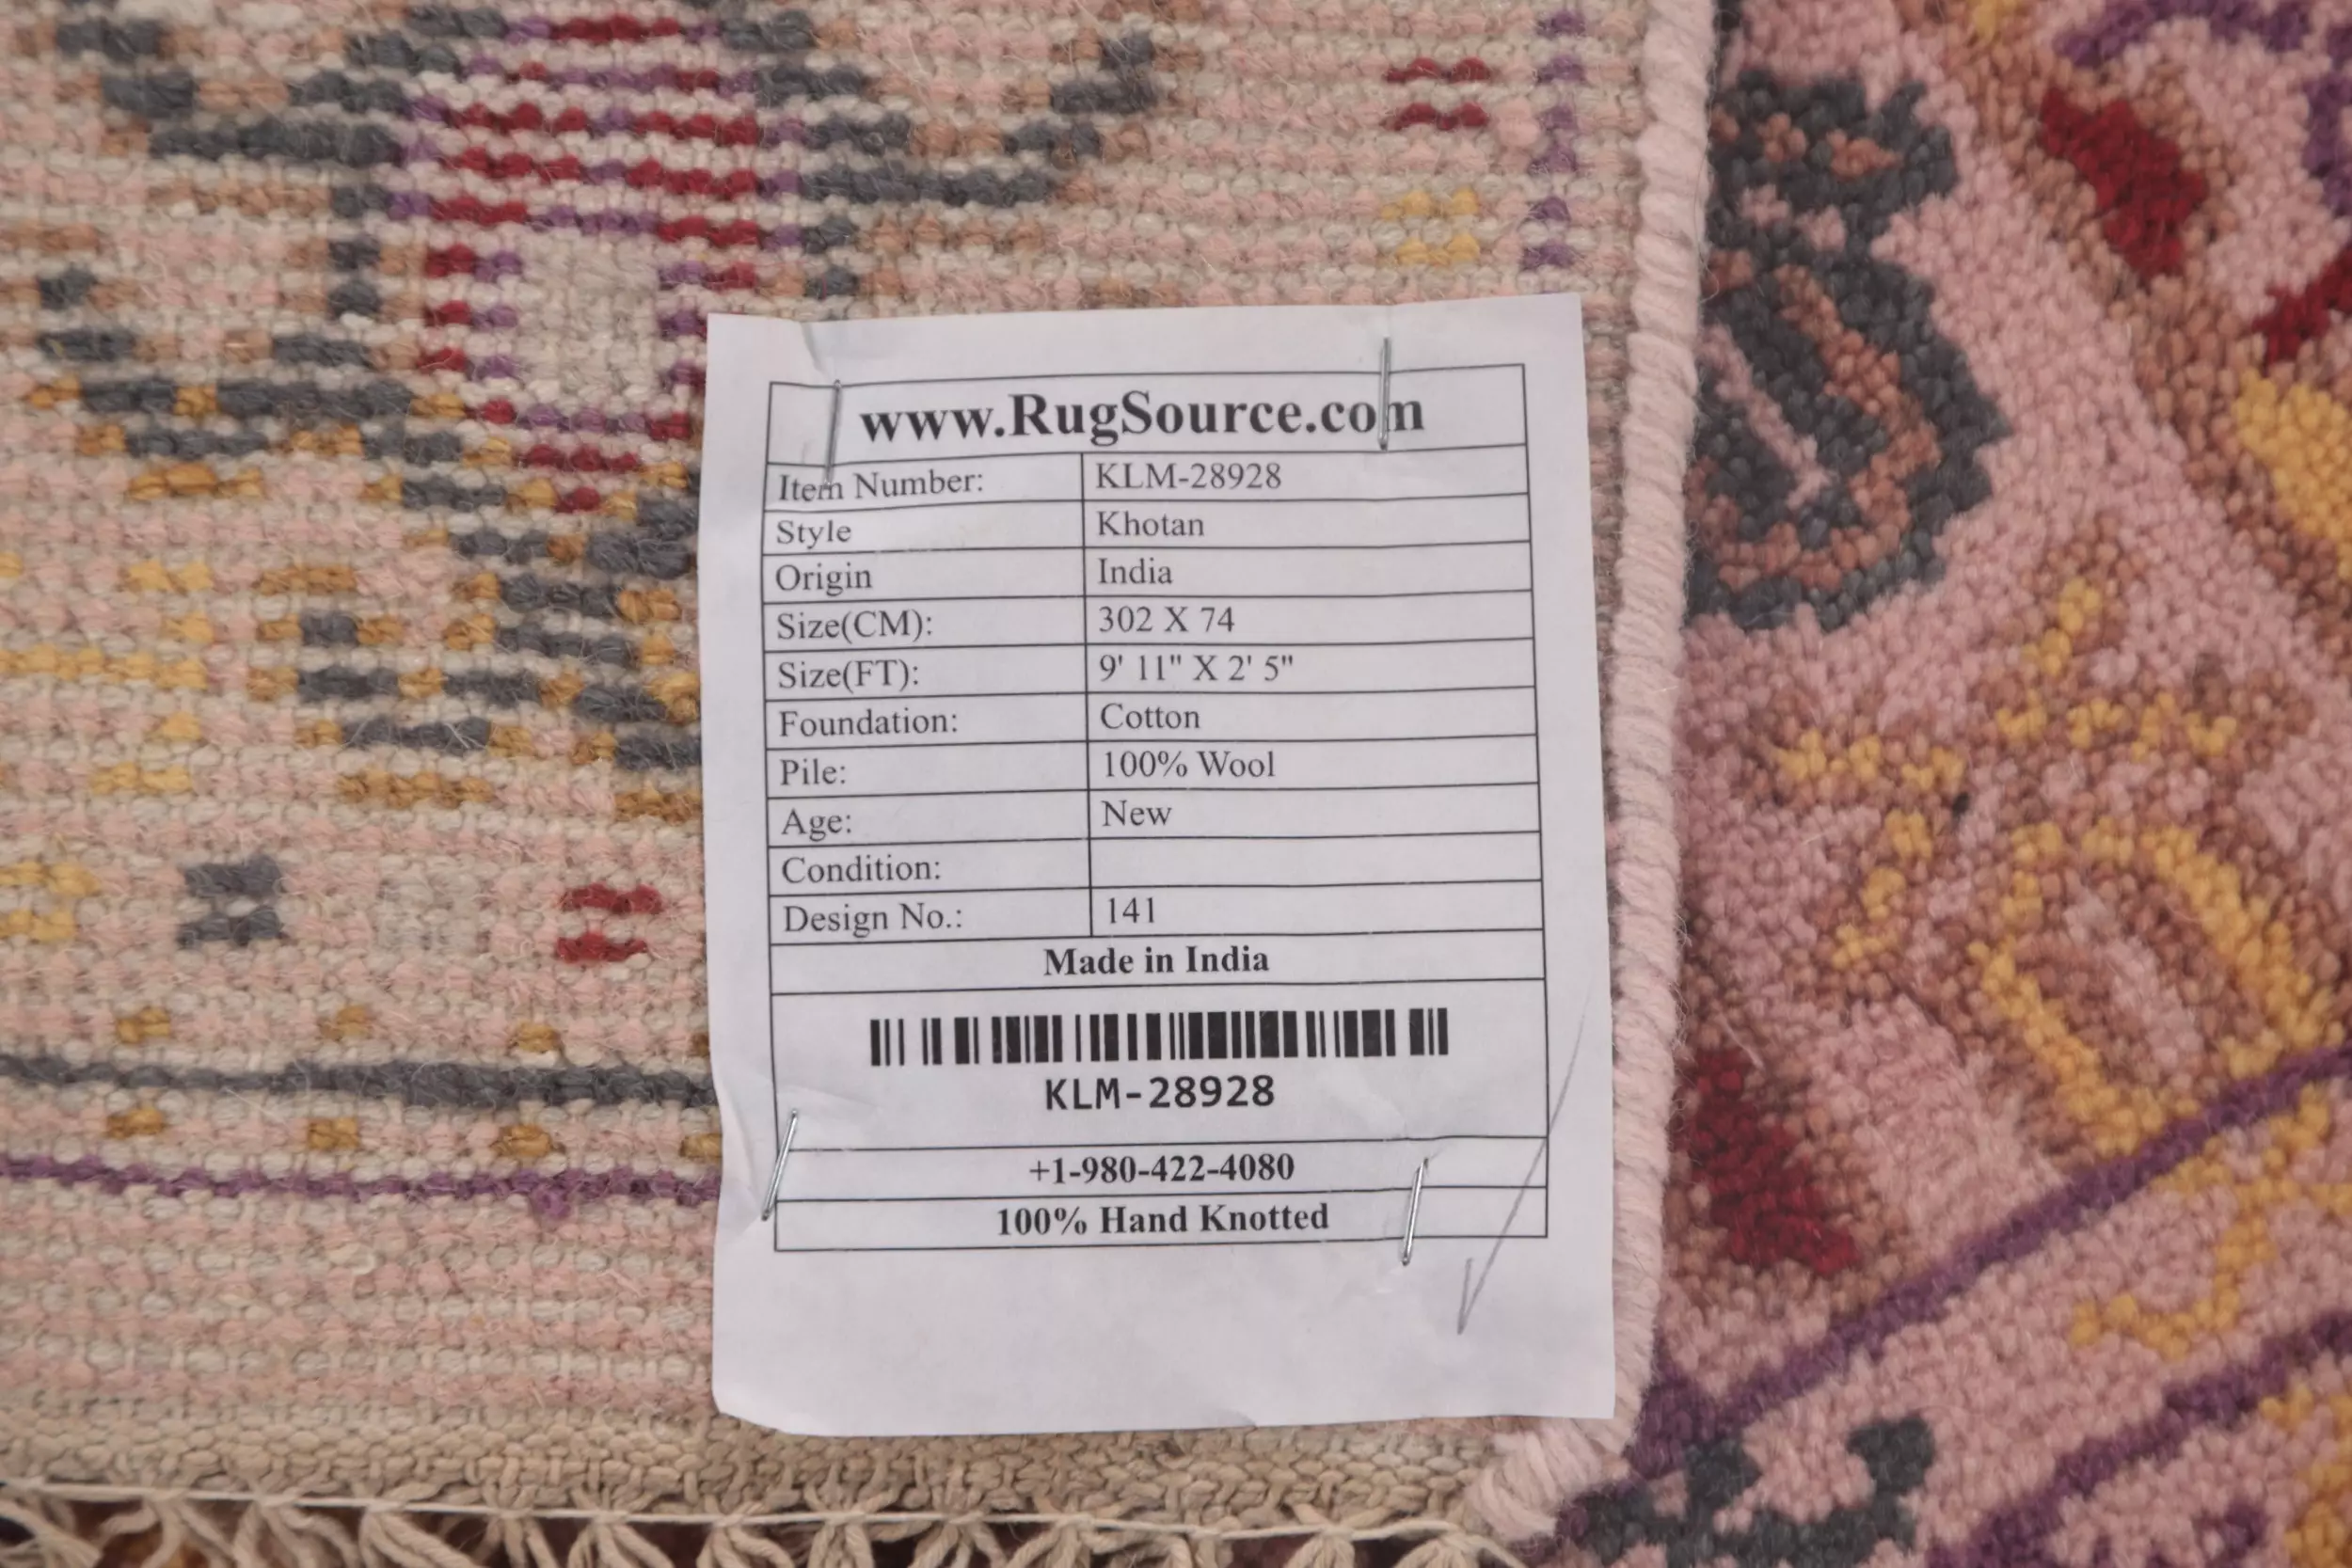 www.RugSource.com
Item Number: KLM-28928
Style Khotan
Origin India
Size(CM): 302 X 74
Size(FT): 9' 11" X 2' 5"
Foundation: Cotton
Pile: 100% Wool
Age: New
Condition:
Design No.: 141
Made in India
KLM-28928
+1-980-422-4080
100% Hand Knotted